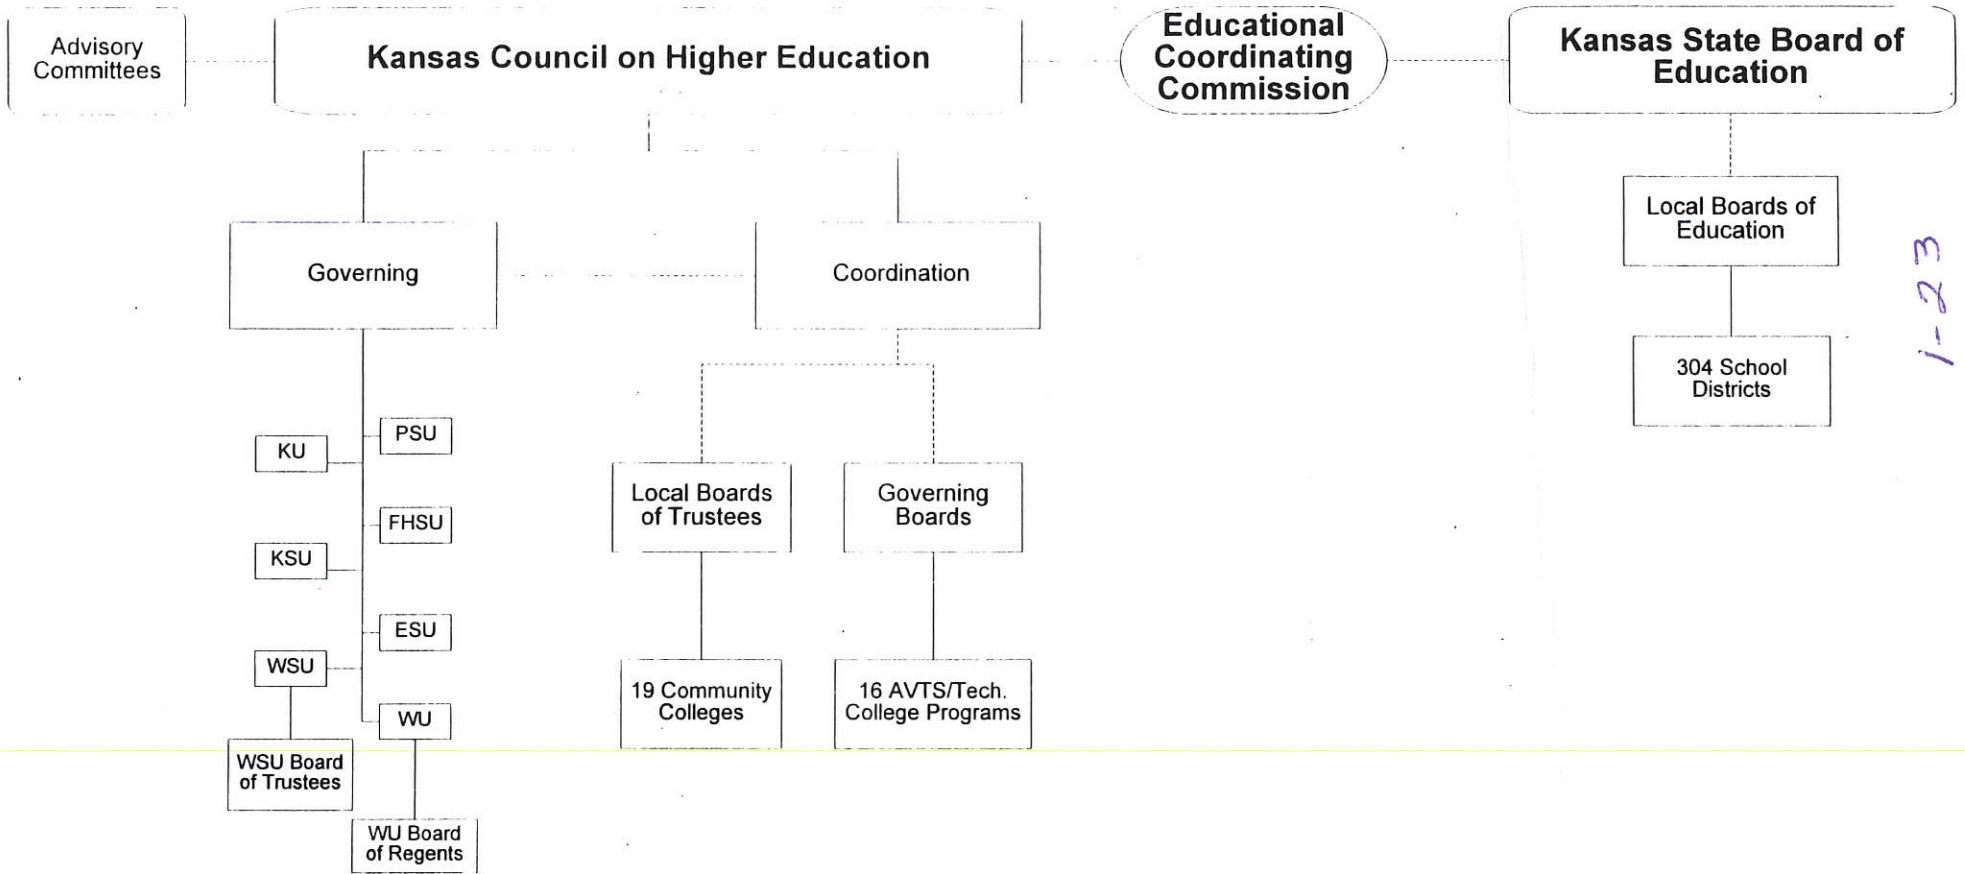 Advisory
Committees
Kansas Council on Higher Education
Educational
Coordinating
Commission
Kansas State Board of
Education
Local Boards of
Education
304 School
Districts
1-23
Governing
Coordination
KU
PSU
FHSU
KSU
ESU
WSU
WU
WSU Board
of Trustees
WU Board
of Regents
Local Boards
of Trustees
Governing
Boards
19 Community
Colleges
16 AVTS/Tech.
College Programs